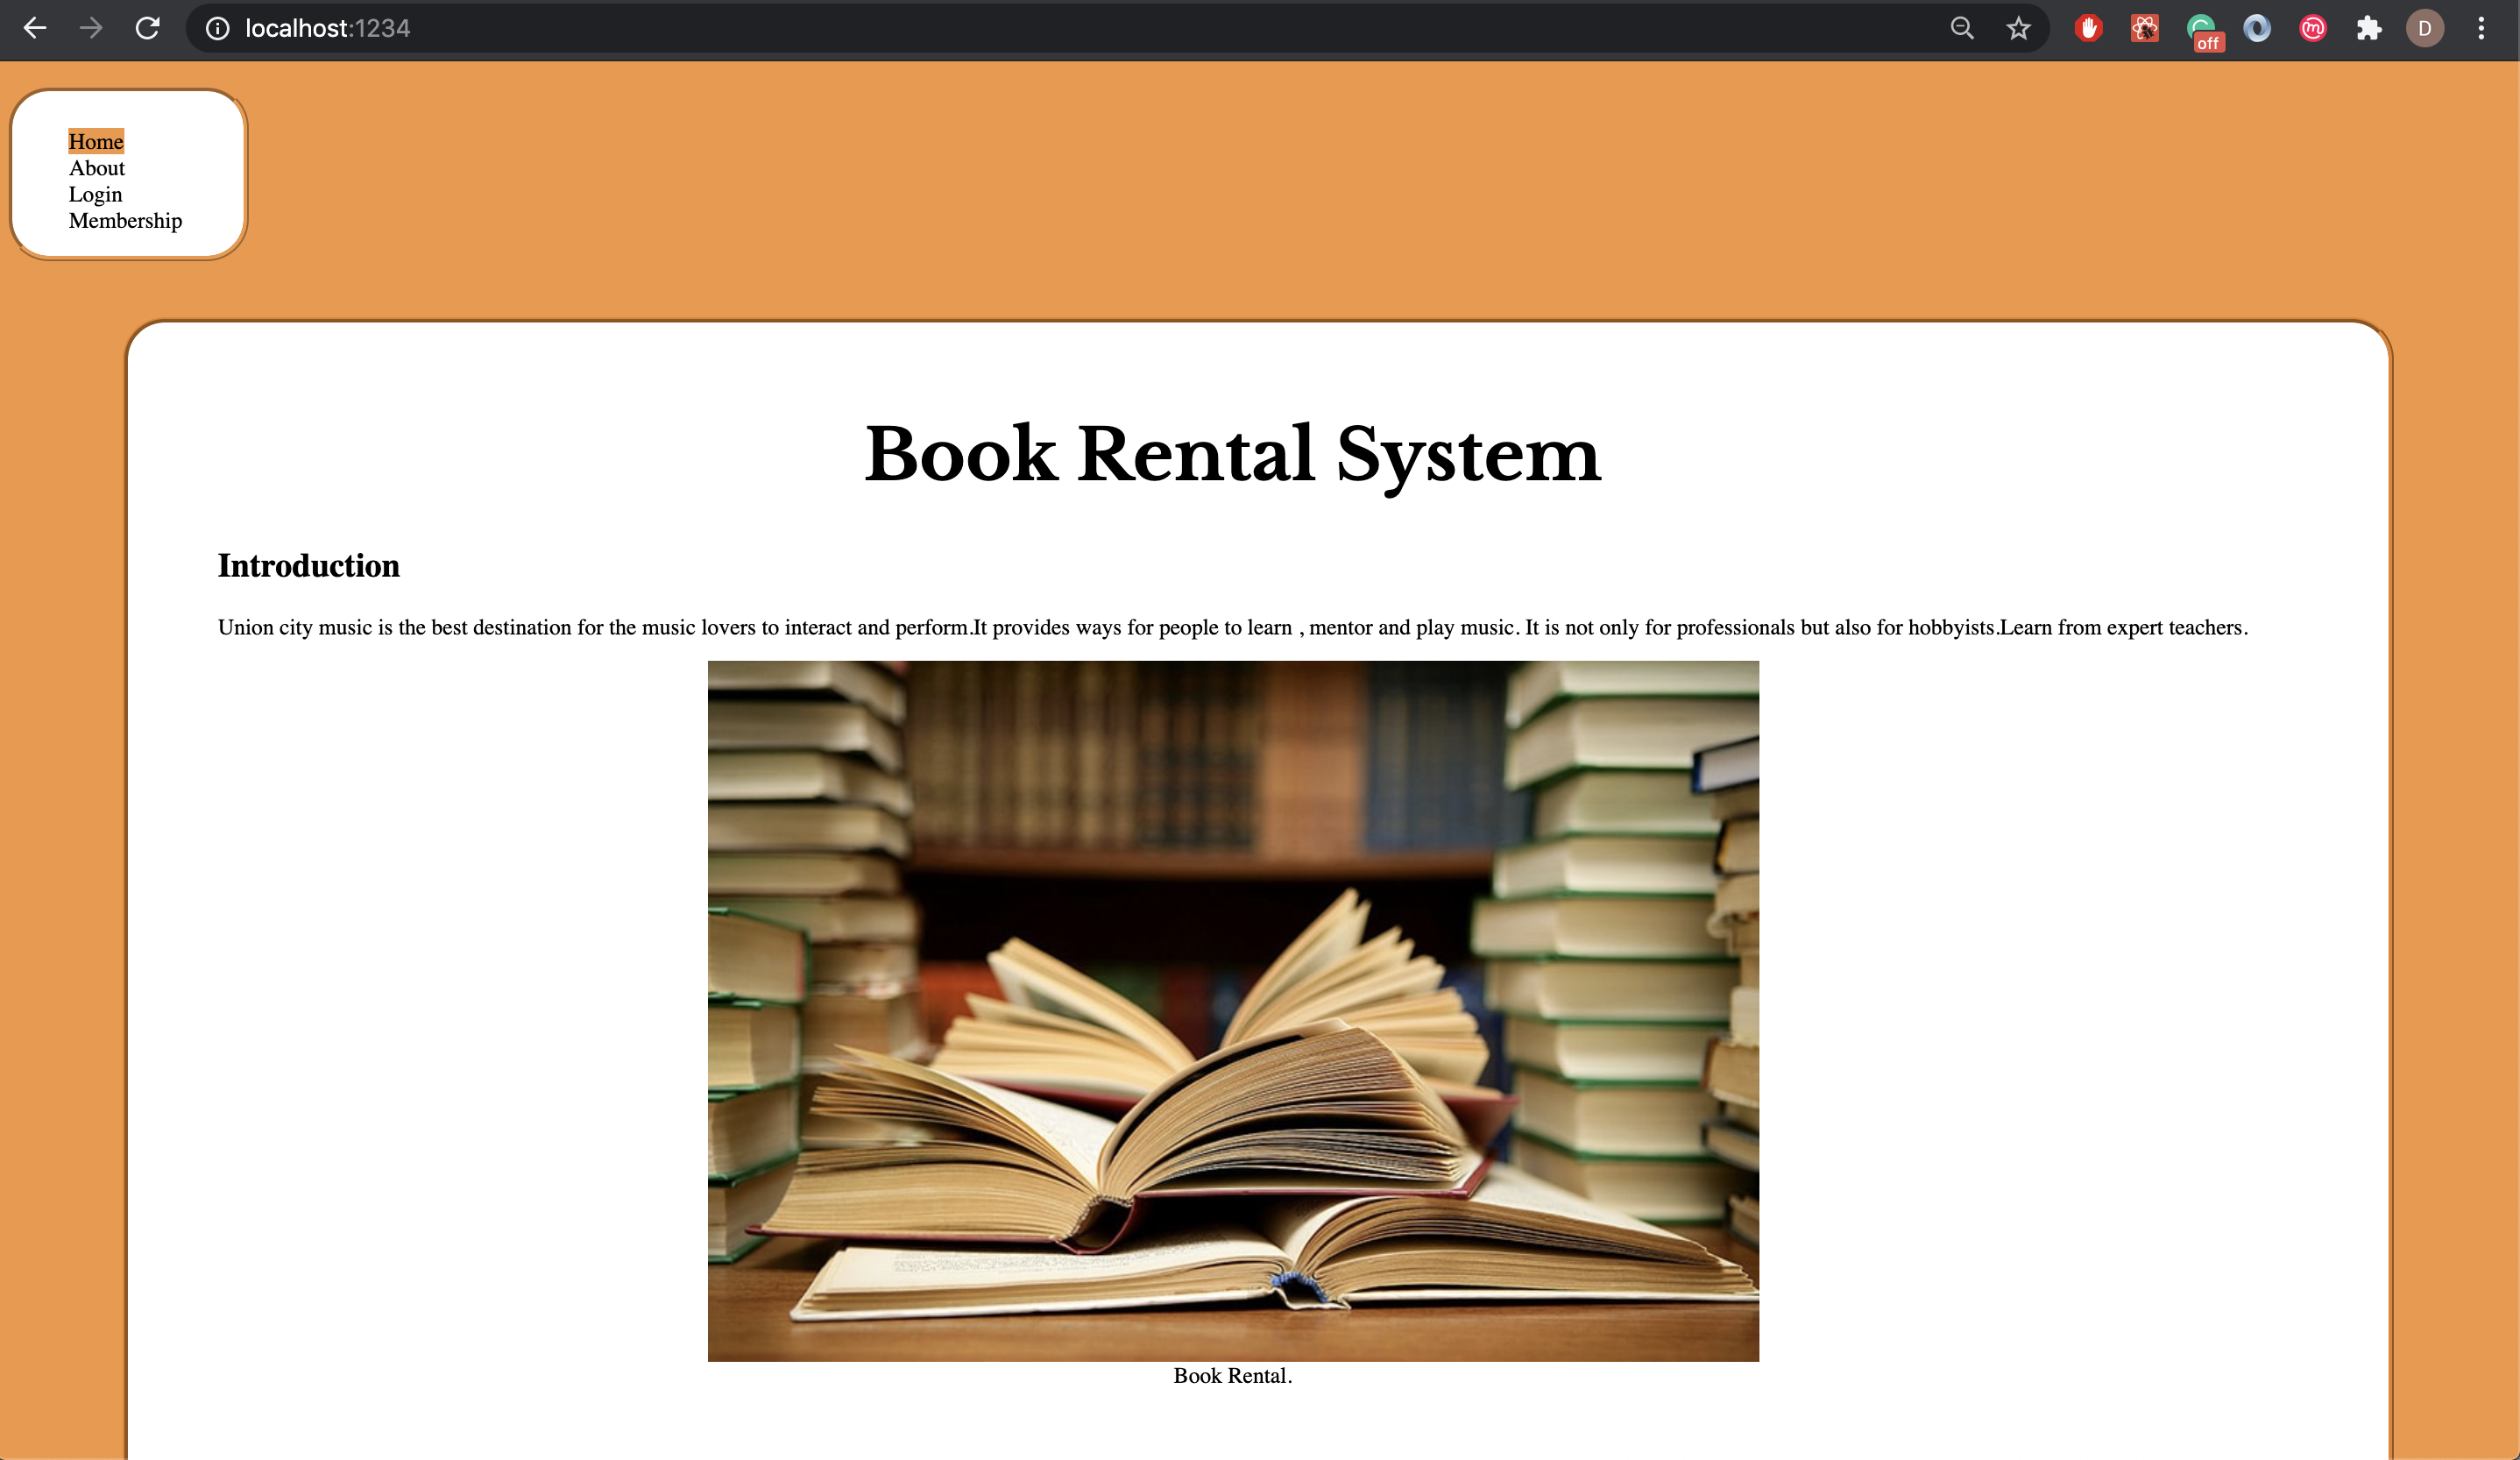 localhost:1234
off
D
Home
About
Login
Membership
Book Rental System
Introduction
Union city music is the best destination for the music lovers to interact and perform.It provides ways for people to learn , mentor and play music. It is not only for professionals but also for hobbyists.Learn from expert teachers.
Book Rental.